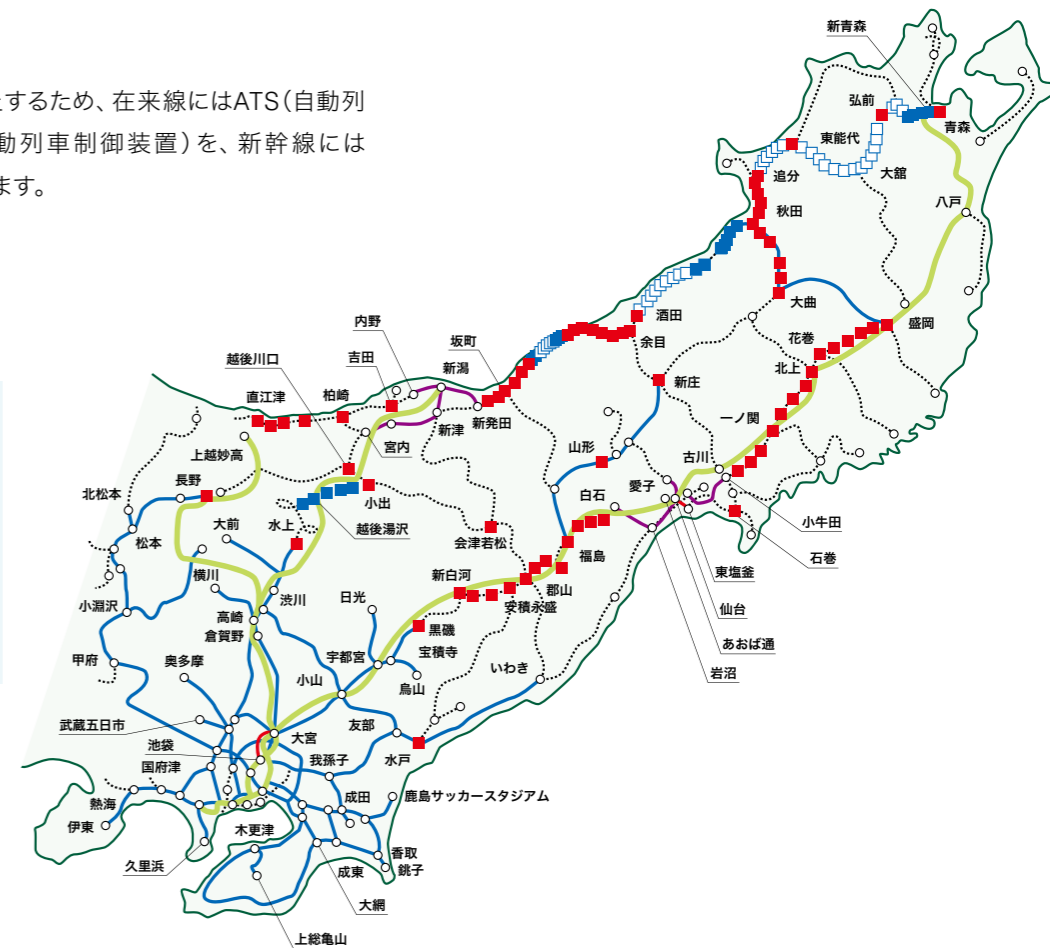 するため、在来線にはATS（自動列
動列車制御装置）を、新幹線には
ます。
新青森
弘前
青森
東能代
大舘
追分
秋田
八戸
大曲
盛岡
酒田
花巻
余目
北上
内野
吉田
坂町
越後川口
新潟
直江津
柏崎
新庄
一ノ関
新津
新発田
宮内
上越妙高
山形
古川
愛子
白石
長野
北松本
小出
大前
水上
越後湯沢
小牛田
会津若松
石巻
松本
福島
東塩釜
横川
新白河
郡山
日光
安積永盛
仙台
小淵沢
渋川
高崎
倉賀野
黒磯
あおば通
宝積寺
甲府
奥多摩
宇都宮
小山
烏山
いわき
岩沼
武蔵五日市
友部
大宮
池袋
我孫子
水戸
国府津
成田
鹿島サッカースタジアム
熱海
伊東
木更津
久里浜
成東
香取
銚子
大網
上総亀山